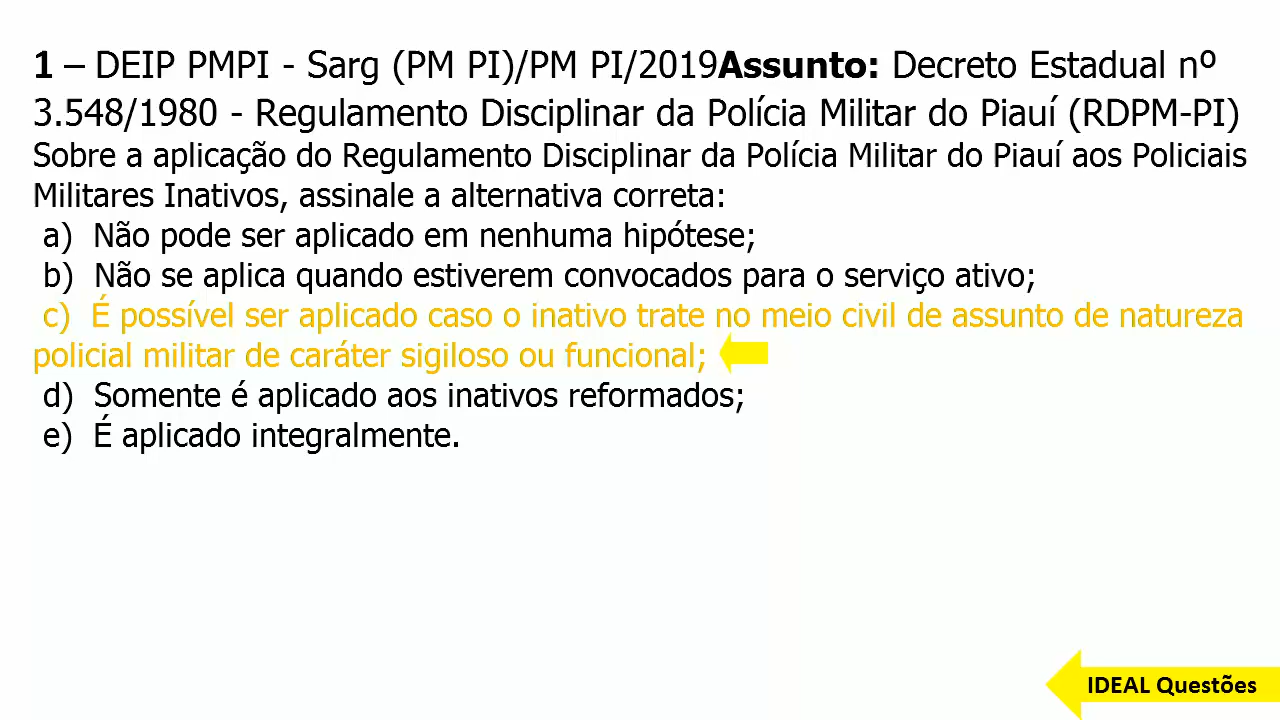 1 – DEIP PMPI - Sarg (PM PI)/PM PI/2019Assunto: Decreto Estadual nº
3.548/1980 - Regulamento Disciplinar da Polícia Militar do Piauí (RDPM-PI)
Sobre a aplicação do Regulamento Disciplinar da Polícia Militar do Piauí aos Policiais
Militares Inativos, assinale a alternativa correta:
a) Não pode ser aplicado em nenhuma hipótese;
b) Não se aplica quando estiverem convocados para o serviço ativo;
c) É possível ser aplicado caso o inativo trate no meio civil de assunto de natureza
policial militar de caráter sigiloso ou funcional;
d) Somente é aplicado aos inativos reformados;
e) É aplicado integralmente.
IDEAL Questões